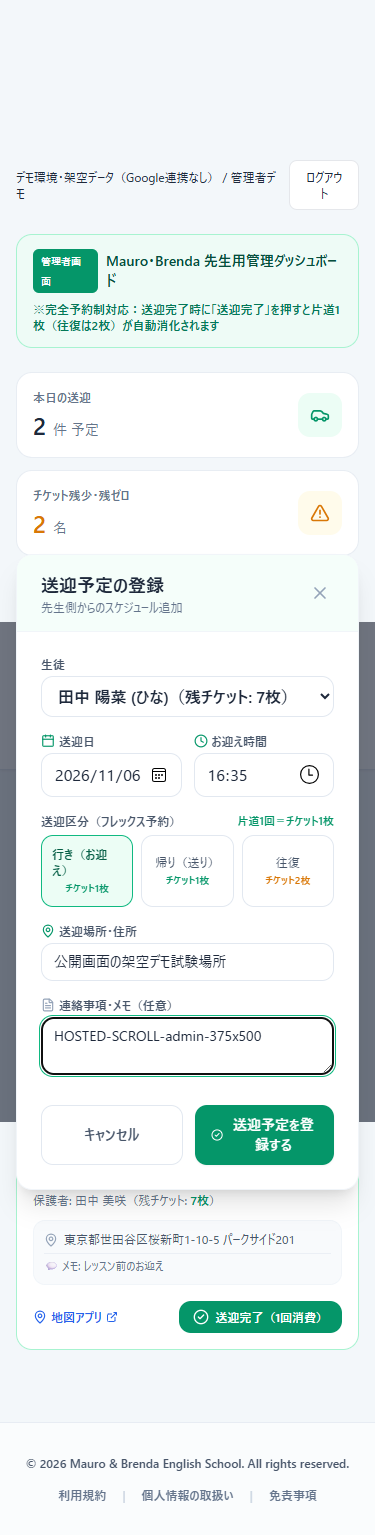 デモ環境・架空データ（Google連携なし） / 管理者デ
モ
ログアウ
ト
管理者画
面
Mauro・Brenda 先生用管理ダッシュボー
ド
※完全予約制対応：送迎完了時に「送迎完了」を押すと片道1
枚（往復は2枚）が自動消化されます
本日の送迎
2 件 予定
チケット残少・残ゼロ
2 名
送迎予定の登録
先生側からのスケジュール追加
生徒
田中 陽菜 (ひな)（残チケット: 7枚）
送迎日
お迎え時間
2026/11/06
16:35
送迎区分（フレックス予約）
片道1回＝チケット1枚
行き（お迎
え）
チケット1枚
帰り（送り）
チケット1枚
往復
チケット2枚
送迎場所・住所
公開画面の架空デモ試験場所
連絡事項・メモ（任意）
HOSTED-SCROLL-admin-375x500
キャンセル
送迎予定を登
録する
保護者: 田中 美咲（残チケット: 7枚）
東京都世田谷区桜新町1-10-5 パークサイド201
メモ: レッスン前のお迎え
地図アプリ
送迎完了（1回消費）
© 2026 Mauro & Brenda English School. All rights reserved.
利用規約 | 個人情報の取扱い | 免責事項